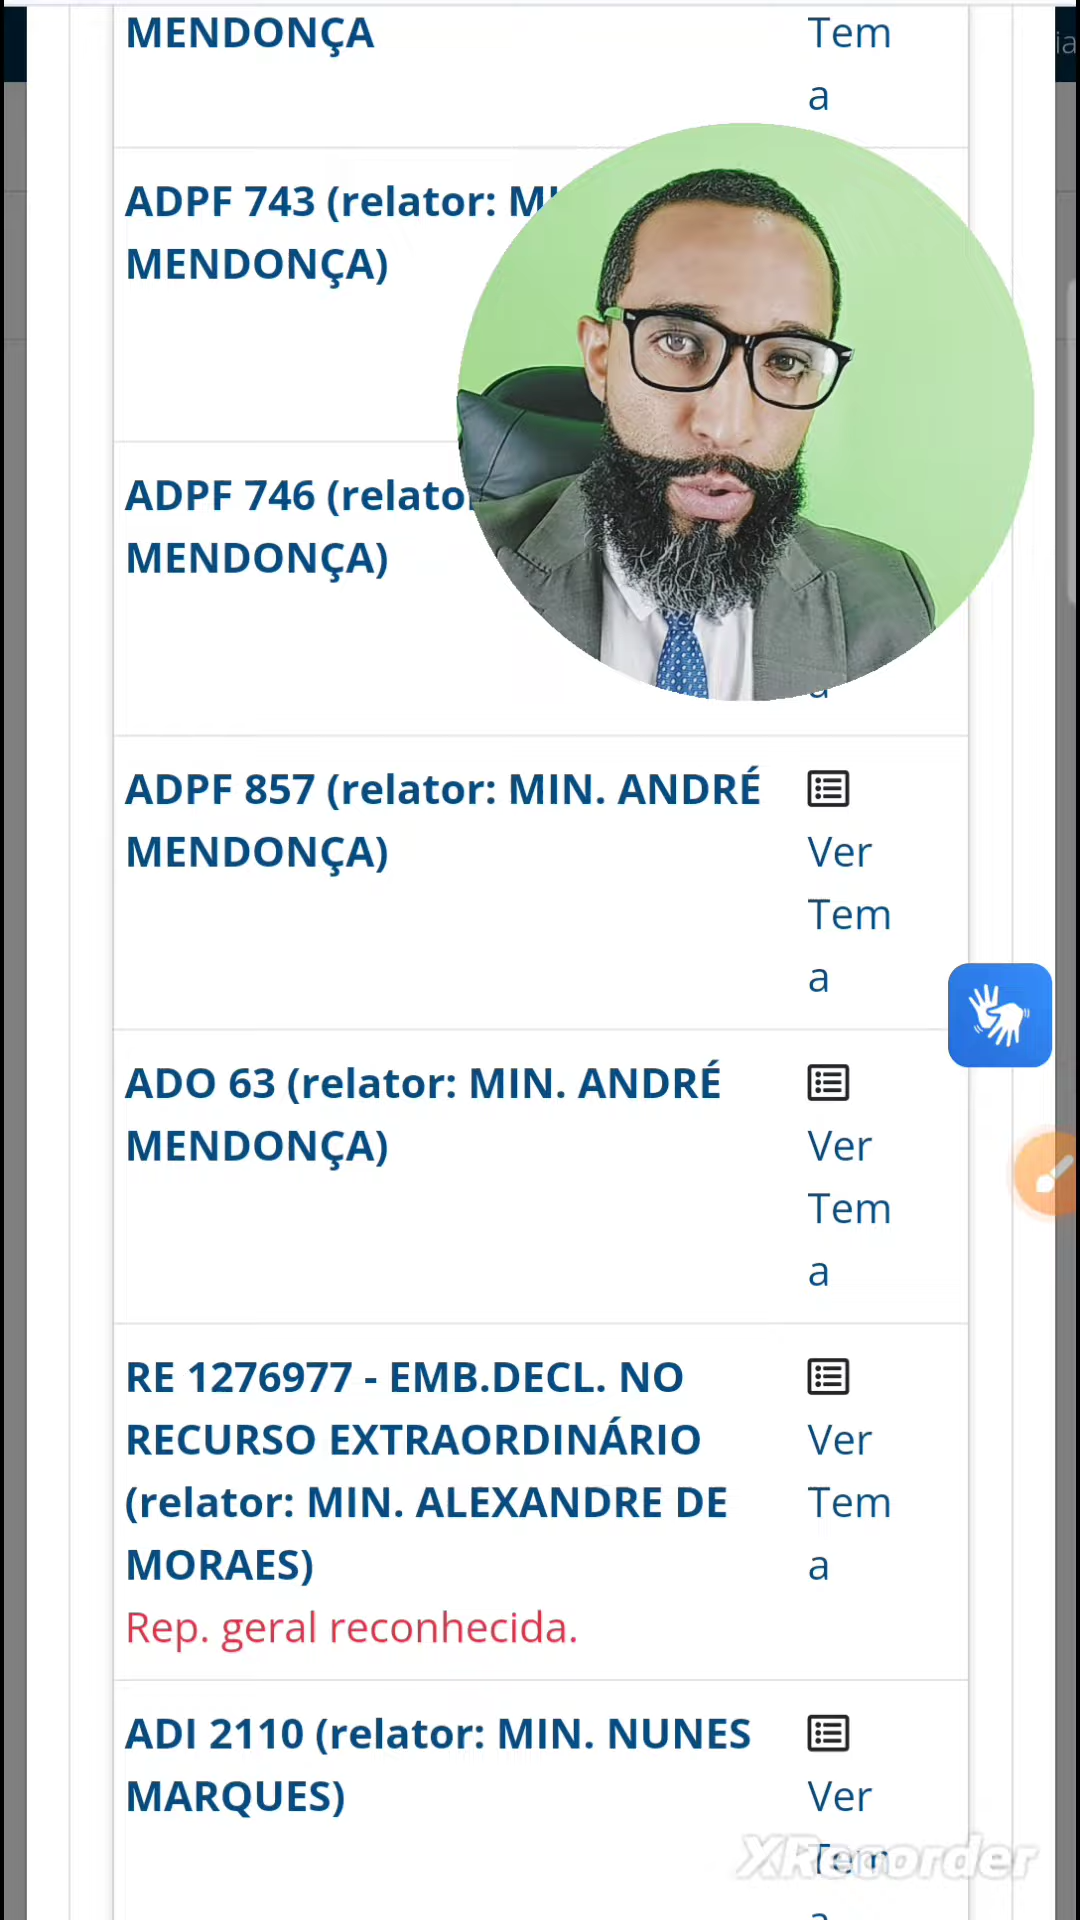 MENDONÇA
Tem
a
ADPF 743 (relator:
MENDONÇA)
ADPF 746
MENDONÇA)
ADPF 857 (relator: MIN. ANDRÉ
MENDONÇA)
Ver
Tem
a
ADO 63 (relator: MIN. ANDRÉ
MENDONÇA)
Ver
Tem
a
RE 1276977 - EMB.DECL. NO
RECURSO EXTRAORDINÁRIO
(relator: MIN. ALEXANDRE DE
MORAES)
Rep. geral reconhecida.
Ver
Tem
a
ADI 2110 (relator: MIN. NUNES
MARQUES)
Ver
Tem
XRecorder